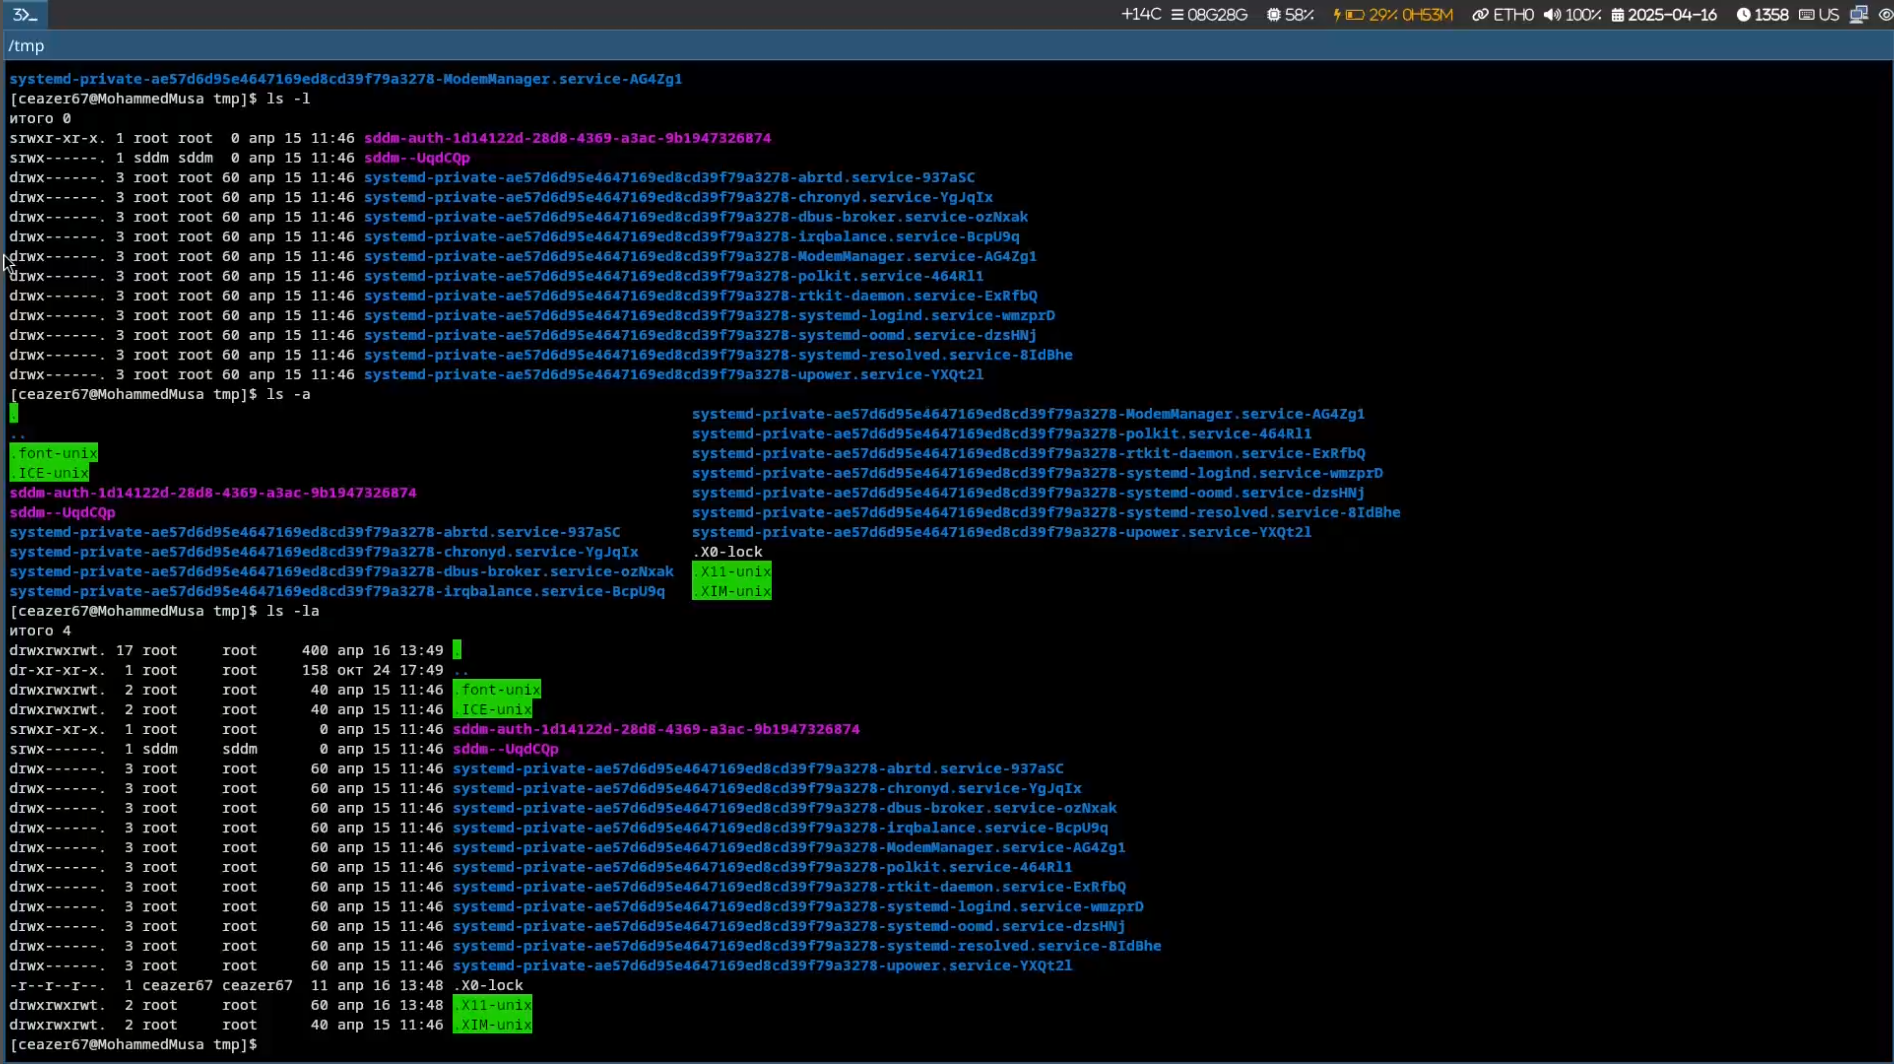 3>_ +14C 08G28G 58% 29% 0H53M ETH0 100% 2025-04-16 1358 US
/tmp
systemd-private-ae57d6d95e4647169ed8cd39f79a3278-ModemManager.service-AG4Zg1
[ceazer67@MohammedMusa tmp]$ ls -l
итого 0
srwxr-xr-x. 1 root root  0 апр 15 11:46 sddm-auth-1d14122d-28d8-4369-a3ac-9b1947326874
srwx------. 1 sddm sddm  0 апр 15 11:46 sddm--UqdCQp
drwx------. 3 root root 60 апр 15 11:46 systemd-private-ae57d6d95e4647169ed8cd39f79a3278-abrtd.service-937aSC
drwx------. 3 root root 60 апр 15 11:46 systemd-private-ae57d6d95e4647169ed8cd39f79a3278-chronyd.service-YgJqIx
drwx------. 3 root root 60 апр 15 11:46 systemd-private-ae57d6d95e4647169ed8cd39f79a3278-dbus-broker.service-ozNxak
drwx------. 3 root root 60 апр 15 11:46 systemd-private-ae57d6d95e4647169ed8cd39f79a3278-irqbalance.service-BcpU9q
drwx------. 3 root root 60 апр 15 11:46 systemd-private-ae57d6d95e4647169ed8cd39f79a3278-ModemManager.service-AG4Zg1
drwx------. 3 root root 60 апр 15 11:46 systemd-private-ae57d6d95e4647169ed8cd39f79a3278-polkit.service-464Rl1
drwx------. 3 root root 60 апр 15 11:46 systemd-private-ae57d6d95e4647169ed8cd39f79a3278-rtkit-daemon.service-ExRfbQ
drwx------. 3 root root 60 апр 15 11:46 systemd-private-ae57d6d95e4647169ed8cd39f79a3278-systemd-logind.service-wmzprD
drwx------. 3 root root 60 апр 15 11:46 systemd-private-ae57d6d95e4647169ed8cd39f79a3278-systemd-oomd.service-dzsHNj
drwx------. 3 root root 60 апр 15 11:46 systemd-private-ae57d6d95e4647169ed8cd39f79a3278-systemd-resolved.service-8IdBhe
drwx------. 3 root root 60 апр 15 11:46 systemd-private-ae57d6d95e4647169ed8cd39f79a3278-upower.service-YXQt2l
[ceazer67@MohammedMusa tmp]$ ls -a
. systemd-private-ae57d6d95e4647169ed8cd39f79a3278-ModemManager.service-AG4Zg1
.. systemd-private-ae57d6d95e4647169ed8cd39f79a3278-polkit.service-464Rl1
.font-unix systemd-private-ae57d6d95e4647169ed8cd39f79a3278-rtkit-daemon.service-ExRfbQ
.ICE-unix systemd-private-ae57d6d95e4647169ed8cd39f79a3278-systemd-logind.service-wmzprD
sddm-auth-1d14122d-28d8-4369-a3ac-9b1947326874 systemd-private-ae57d6d95e4647169ed8cd39f79a3278-systemd-oomd.service-dzsHNj
sddm--UqdCQp systemd-private-ae57d6d95e4647169ed8cd39f79a3278-systemd-resolved.service-8IdBhe
systemd-private-ae57d6d95e4647169ed8cd39f79a3278-abrtd.service-937aSC systemd-private-ae57d6d95e4647169ed8cd39f79a3278-upower.service-YXQt2l
systemd-private-ae57d6d95e4647169ed8cd39f79a3278-chronyd.service-YgJqIx .X0-lock
systemd-private-ae57d6d95e4647169ed8cd39f79a3278-dbus-broker.service-ozNxak .X11-unix
systemd-private-ae57d6d95e4647169ed8cd39f79a3278-irqbalance.service-BcpU9q .XIM-unix
[ceazer67@MohammedMusa tmp]$ ls -la
итого 4
drwxrwxrwt. 17 root     root     400 апр 16 13:49 .
dr-xr-xr-x.  1 root     root     158 окт 24 17:49 ..
drwxrwxrwt.  2 root     root      40 апр 15 11:46 .font-unix
drwxrwxrwt.  2 root     root      40 апр 15 11:46 .ICE-unix
srwxr-xr-x.  1 root     root       0 апр 15 11:46 sddm-auth-1d14122d-28d8-4369-a3ac-9b1947326874
srwx------.  1 sddm     sddm       0 апр 15 11:46 sddm--UqdCQp
drwx------.  3 root     root      60 апр 15 11:46 systemd-private-ae57d6d95e4647169ed8cd39f79a3278-abrtd.service-937aSC
drwx------.  3 root     root      60 апр 15 11:46 systemd-private-ae57d6d95e4647169ed8cd39f79a3278-chronyd.service-YgJqIx
drwx------.  3 root     root      60 апр 15 11:46 systemd-private-ae57d6d95e4647169ed8cd39f79a3278-dbus-broker.service-ozNxak
drwx------.  3 root     root      60 апр 15 11:46 systemd-private-ae57d6d95e4647169ed8cd39f79a3278-irqbalance.service-BcpU9q
drwx------.  3 root     root      60 апр 15 11:46 systemd-private-ae57d6d95e4647169ed8cd39f79a3278-ModemManager.service-AG4Zg1
drwx------.  3 root     root      60 апр 15 11:46 systemd-private-ae57d6d95e4647169ed8cd39f79a3278-polkit.service-464Rl1
drwx------.  3 root     root      60 апр 15 11:46 systemd-private-ae57d6d95e4647169ed8cd39f79a3278-rtkit-daemon.service-ExRfbQ
drwx------.  3 root     root      60 апр 15 11:46 systemd-private-ae57d6d95e4647169ed8cd39f79a3278-systemd-logind.service-wmzprD
drwx------.  3 root     root      60 апр 15 11:46 systemd-private-ae57d6d95e4647169ed8cd39f79a3278-systemd-oomd.service-dzsHNj
drwx------.  3 root     root      60 апр 15 11:46 systemd-private-ae57d6d95e4647169ed8cd39f79a3278-systemd-resolved.service-8IdBhe
drwx------.  3 root     root      60 апр 15 11:46 systemd-private-ae57d6d95e4647169ed8cd39f79a3278-upower.service-YXQt2l
-r--r--r--.  1 ceazer67 ceazer67  11 апр 16 13:48 .X0-lock
drwxrwxrwt.  2 root     root      60 апр 16 13:48 .X11-unix
drwxrwxrwt.  2 root     root      40 апр 15 11:46 .XIM-unix
[ceazer67@MohammedMusa tmp]$